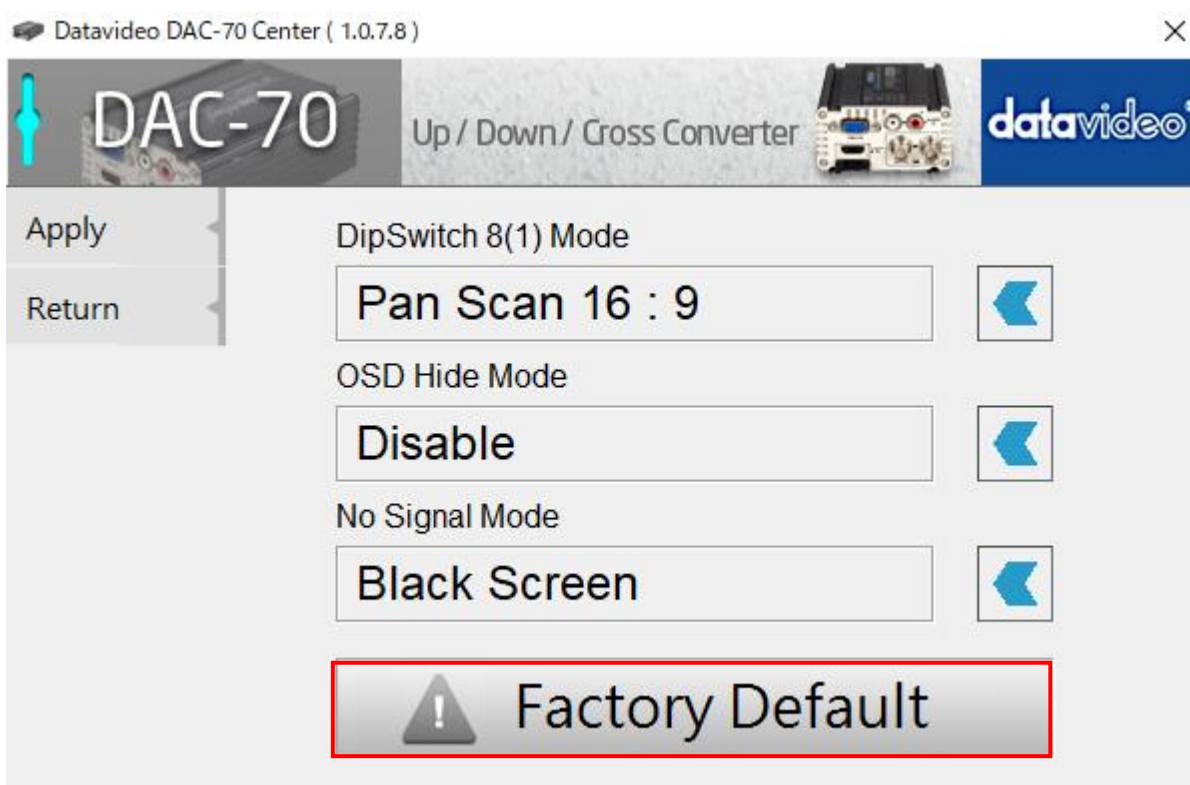 Datavideo DAC-70 Center ( 1.0.7.8 )
DAC-70
Up / Down / Cross Converter
datavideo
Apply
Return
DipSwitch 8(1) Mode
Pan Scan 16 : 9
OSD Hide Mode
Disable
No Signal Mode
Black Screen
Factory Default